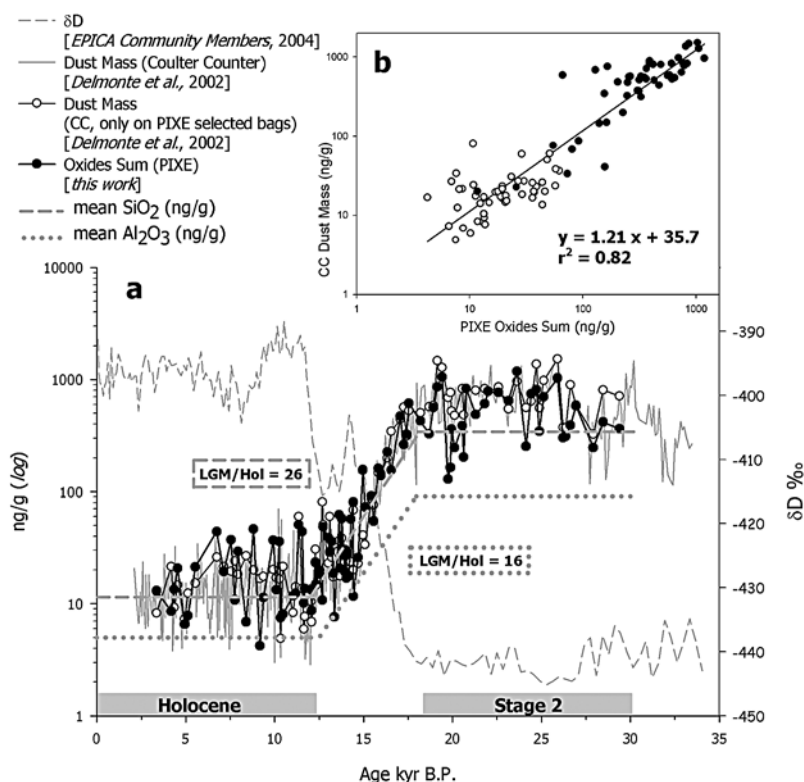 δD
[EPICA Community Members, 2004]
Dust Mass (Coulter Counter)
[Delmonte et al., 2002]
Dust Mass
(CC, only on PIXE selected bags)
[Delmonte et al., 2002]
Oxides Sum (PIXE)
[this work]
mean SiO₂ (ng/g)
mean Al₂O₃ (ng/g)
b
1000
100
10
1
CC Dust Mass (ng/g)
y = 1.21 x + 35.7
r² = 0.82
1 10 100 1000
PIXE Oxides Sum (ng/g)
a
10000
1000
100
10
1
ng/g (log)
LGM/Hol = 26
LGM/Hol = 16
-390
-400
-410
-420
-430
-440
-450
δD ‰
Holocene
Stage 2
0 5 10 15 20 25 30 35
Age kyr B.P.